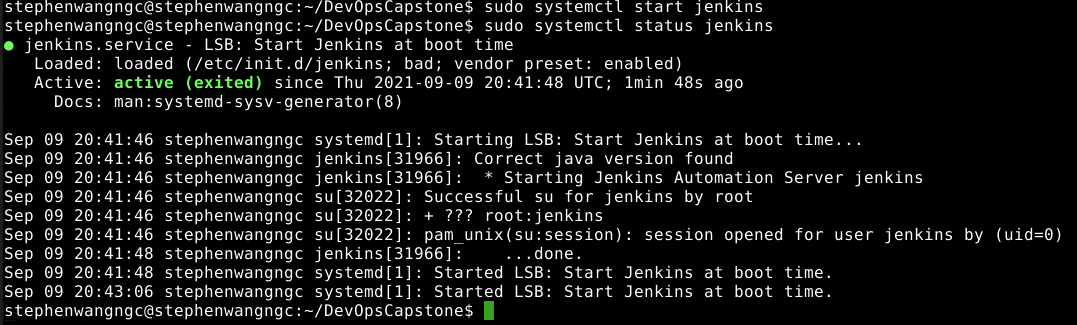 stephenwangngc@stephenwangngc:~/DevOpsCapstone$ sudo systemctl start jenkins
stephenwangngc@stephenwangngc:~/DevOpsCapstone$ sudo systemctl status jenkins
● jenkins.service - LSB: Start Jenkins at boot time
   Loaded: loaded (/etc/init.d/jenkins; bad; vendor preset: enabled)
   Active: active (exited) since Thu 2021-09-09 20:41:48 UTC; 1min 48s ago
     Docs: man:systemd-sysv-generator(8)

Sep 09 20:41:46 stephenwangngc systemd[1]: Starting LSB: Start Jenkins at boot time...
Sep 09 20:41:46 stephenwangngc jenkins[31966]: Correct java version found
Sep 09 20:41:46 stephenwangngc jenkins[31966]:  * Starting Jenkins Automation Server jenkins
Sep 09 20:41:46 stephenwangngc su[32022]: Successful su for jenkins by root
Sep 09 20:41:46 stephenwangngc su[32022]: + ??? root:jenkins
Sep 09 20:41:46 stephenwangngc su[32022]: pam_unix(su:session): session opened for user jenkins by (uid=0)
Sep 09 20:41:48 stephenwangngc jenkins[31966]:    ...done.
Sep 09 20:41:48 stephenwangngc systemd[1]: Started LSB: Start Jenkins at boot time.
Sep 09 20:43:06 stephenwangngc systemd[1]: Started LSB: Start Jenkins at boot time.
stephenwangngc@stephenwangngc:~/DevOpsCapstone$